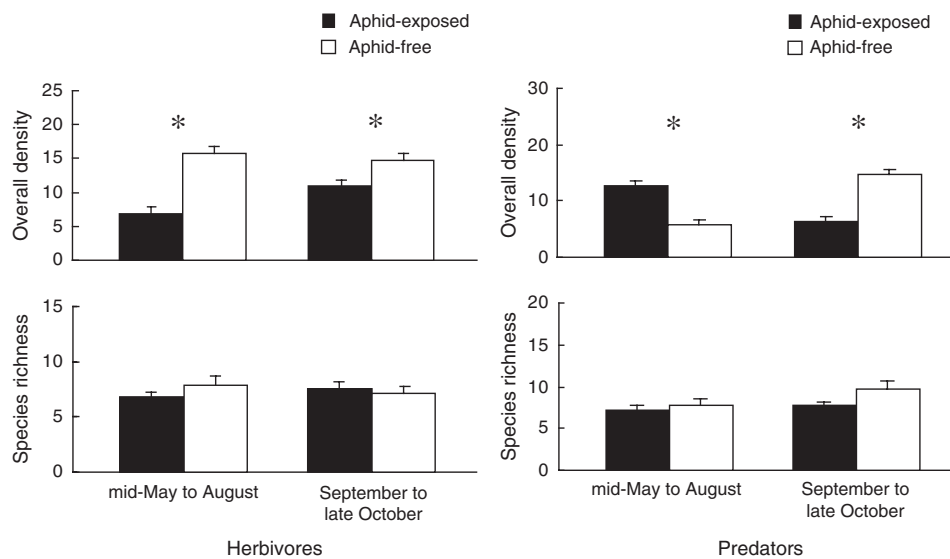 Aphid-exposed
Aphid-free
Aphid-exposed
Aphid-free
Overall density
25
20
15
10
5
0
*
*
Overall density
30
20
10
0
*
*
Species richness
15
10
5
0
Species richness
20
15
10
5
0
mid-May to August
September to
late October
mid-May to August
September to
late October
Herbivores
Predators